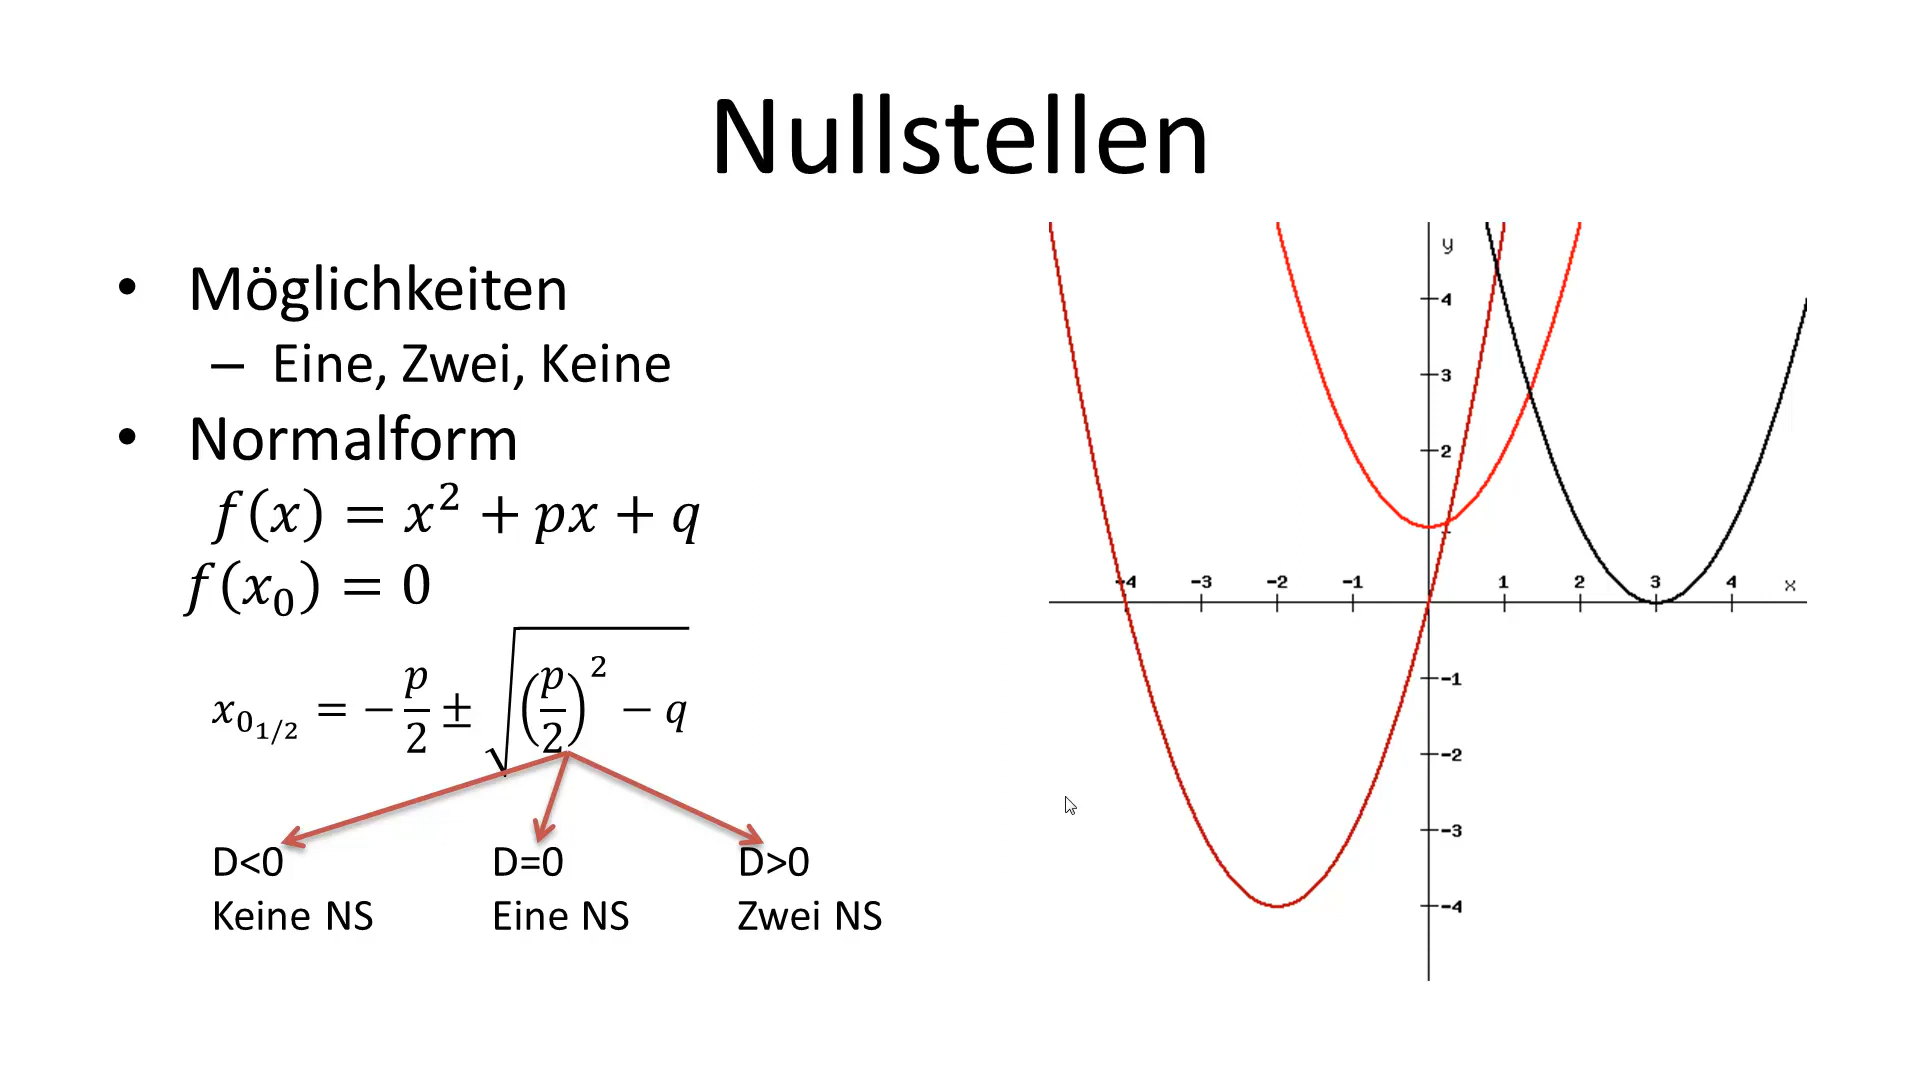 Nullstellen
• Möglichkeiten
– Eine, Zwei, Keine
• Normalform
f(x) = x² + px + q
f(x₀) = 0
x₀₁/₂ = −p/2 ± √((p/2)² − q)
D<0 D=0 D>0
Keine NS Eine NS Zwei NS
y
4
3
2
-4 -3 -2 -1 1 2 3 4 x
-1
-2
-3
-4